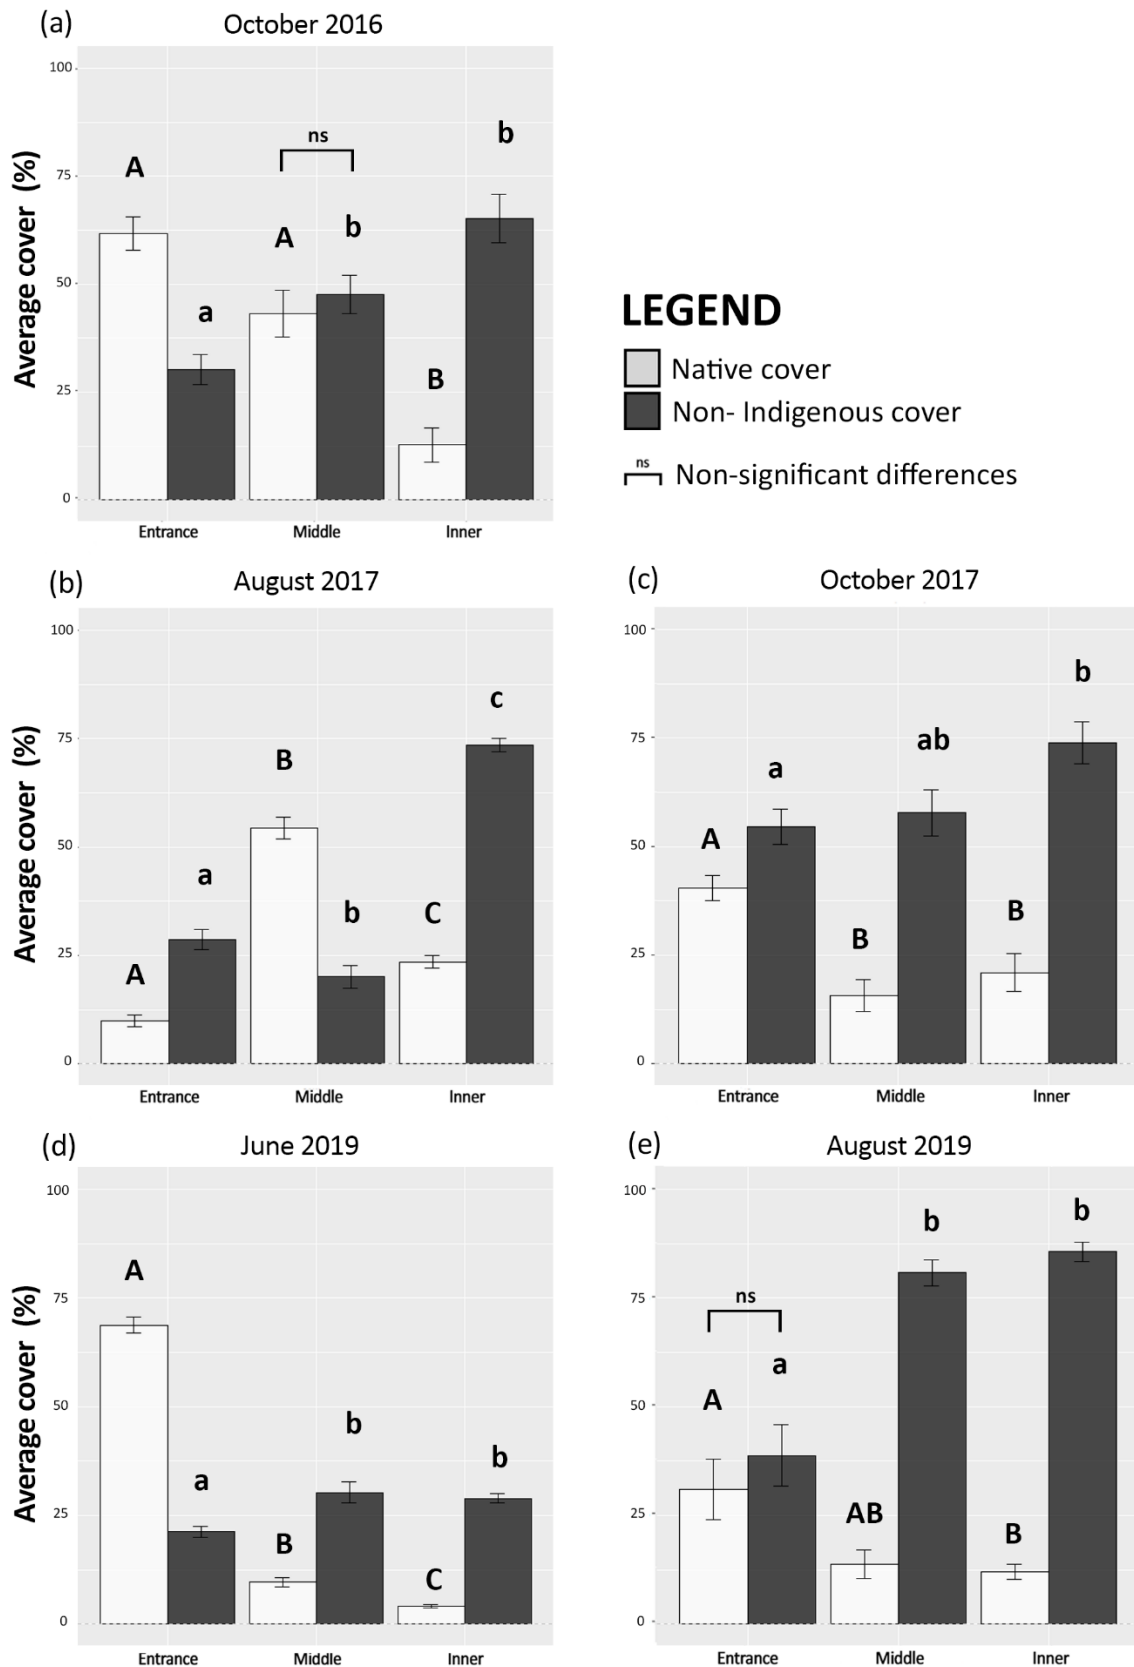 (a) October 2016
Average cover (%)
100
75
50
25
0
A
a
ns
A
b
B
b
Entrance Middle Inner
LEGEND
Native cover
Non- Indigenous cover
ns Non-significant differences
(b) August 2017
Average cover (%)
100
75
50
25
0
A
a
B
b
C
c
Entrance Middle Inner
(c) October 2017
100
75
50
25
0
A
a
B
ab
B
b
Entrance Middle Inner
(d) June 2019
Average cover (%)
100
75
50
25
0
A
a
B
b
C
b
Entrance Middle Inner
(e) August 2019
100
75
50
25
0
ns
A
a
AB
b
B
b
Entrance Middle Inner